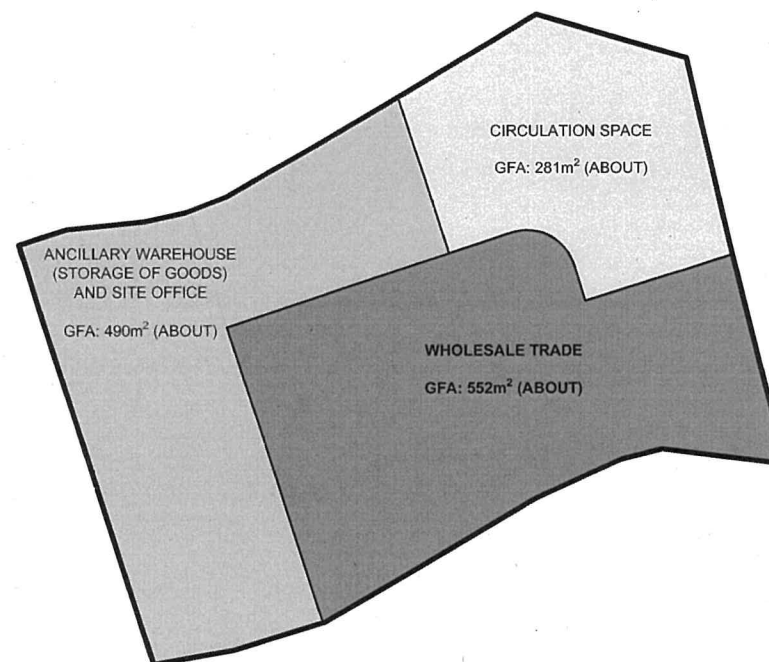 CIRCULATION SPACE
GFA: 281m² (ABOUT)
ANCILLARY WAREHOUSE
(STORAGE OF GOODS)
AND SITE OFFICE
GFA: 490m² (ABOUT)
WHOLESALE TRADE
GFA: 552m² (ABOUT)